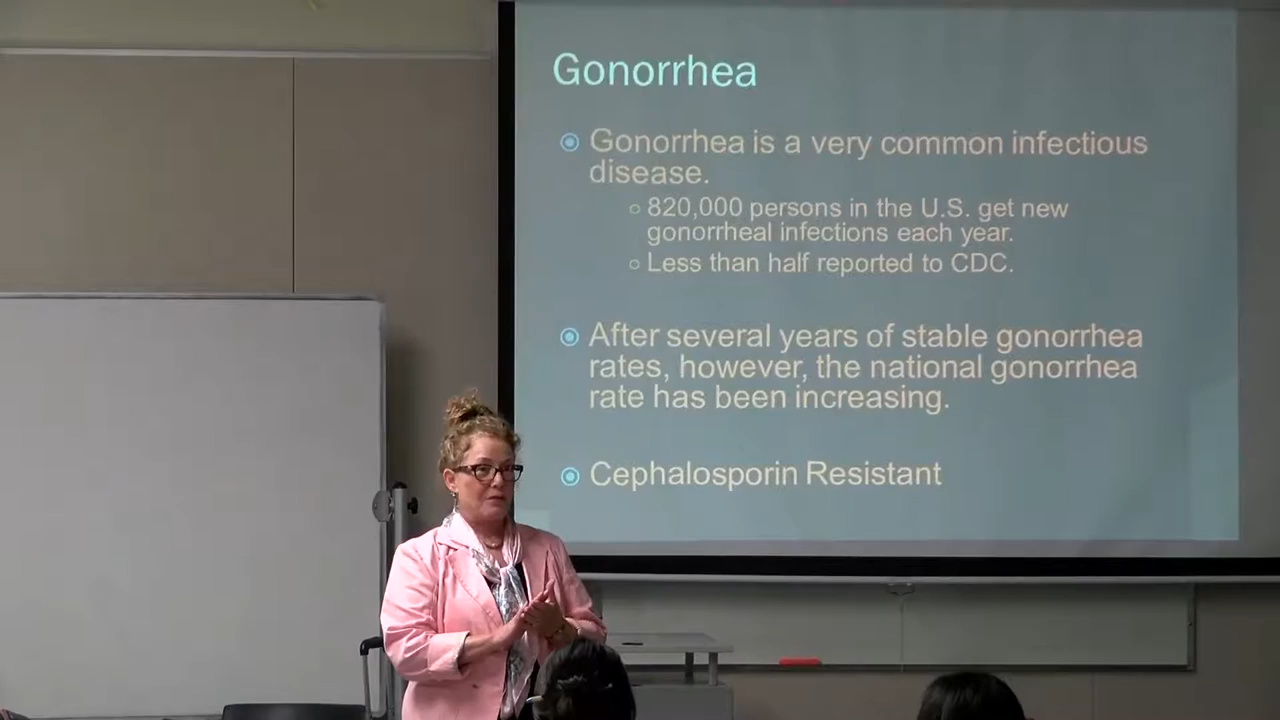 Gonorrhea
Gonorrhea is a very common infectious
disease.
820,000 persons in the U.S. get new
gonorrheal infections each year.
Less than half reported to CDC.
After several years of stable gonorrhea
rates, however, the national gonorrhea
rate has been increasing.
Cephalosporin Resistant